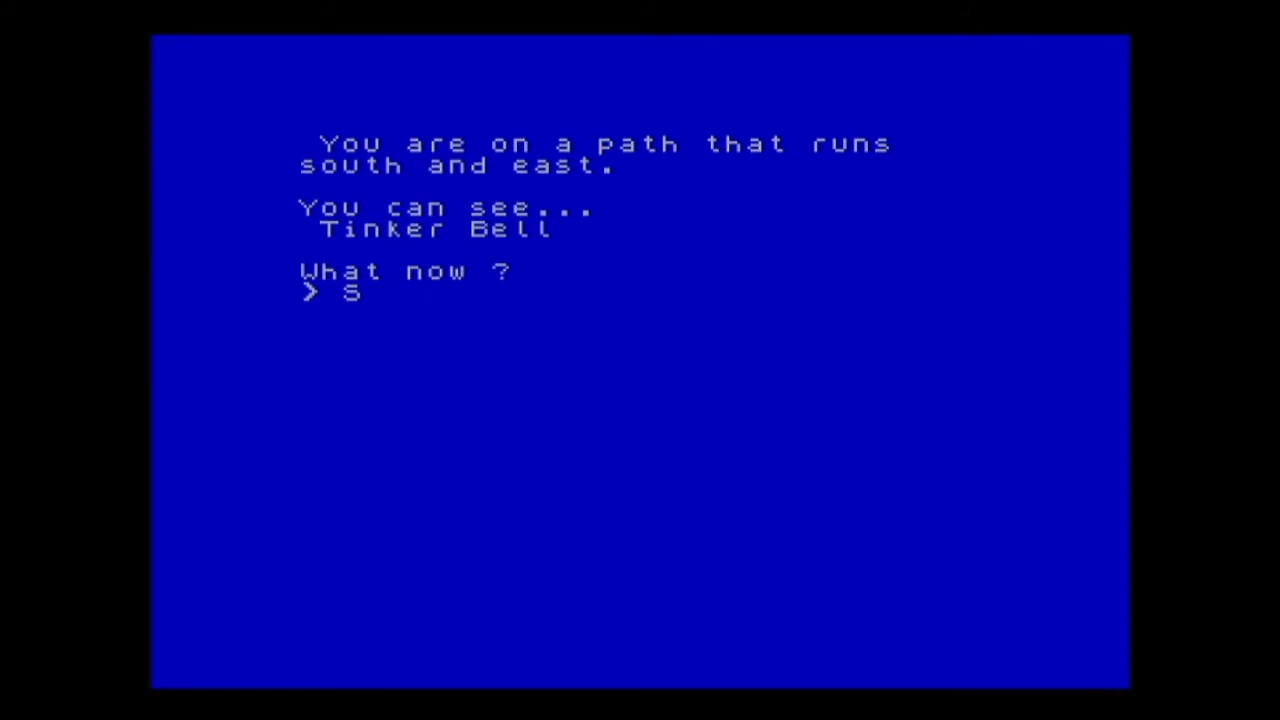 You are on a path that runs
south and east.
You can see...
Tinker Bell
What now ?
> S